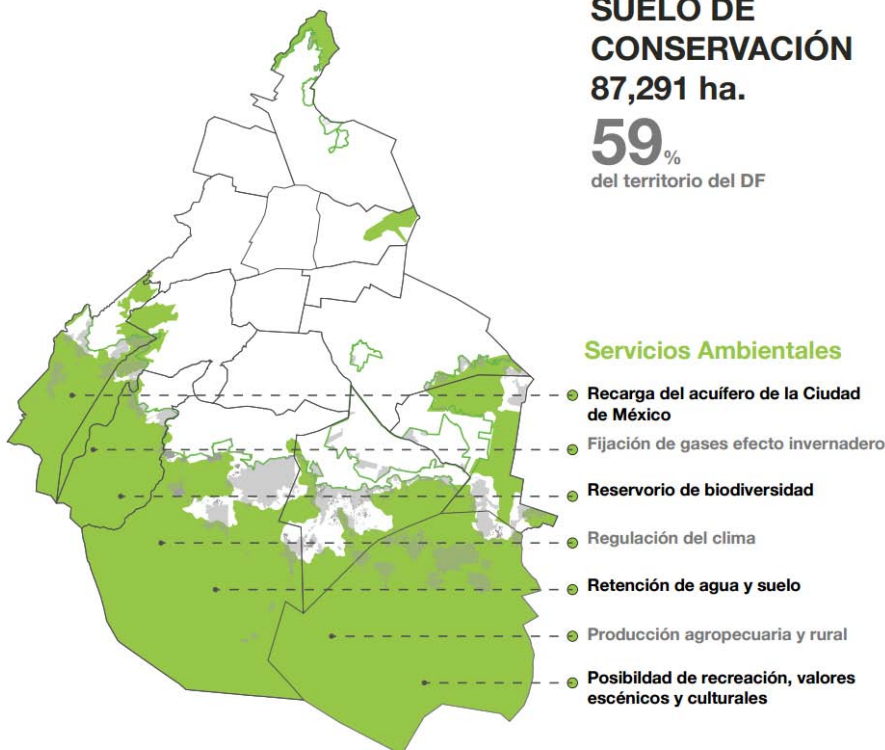 SUELO DE
CONSERVACIÓN
87,291 ha.
59%
del territorio del DF
Servicios Ambientales
Recarga del acuífero de la Ciudad
de México
Fijación de gases efecto invernadero
Reservorio de biodiversidad
Regulación del clima
Retención de agua y suelo
Producción agropecuaria y rural
Posibildad de recreación, valores
escénicos y culturales